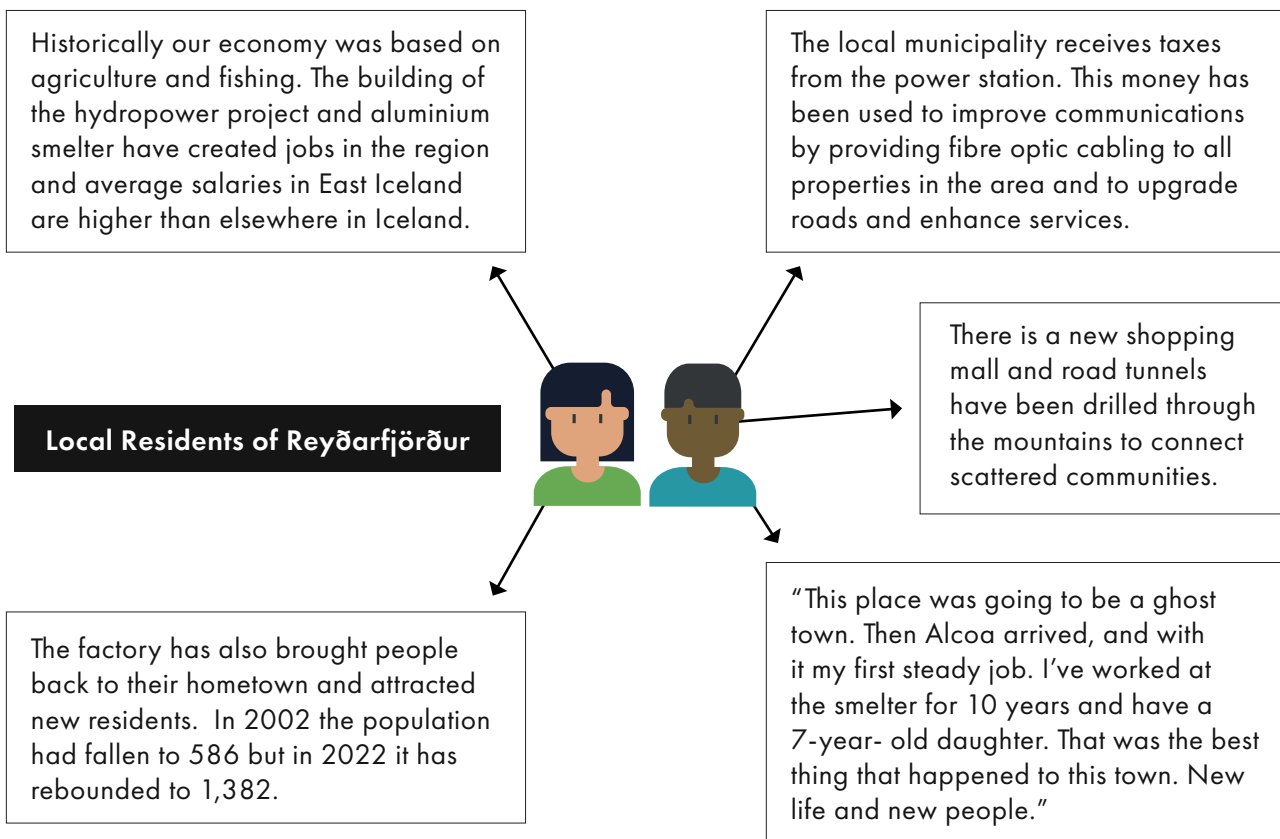 Historically our economy was based on
agriculture and fishing. The building of
the hydropower project and aluminium
smelter have created jobs in the region
and average salaries in East Iceland
are higher than elsewhere in Iceland.
The local municipality receives taxes
from the power station. This money has
been used to improve communications
by providing fibre optic cabling to all
properties in the area and to upgrade
roads and enhance services.
There is a new shopping
mall and road tunnels
have been drilled through
the mountains to connect
scattered communities.
Local Residents of Reyðarfjörður
The factory has also brought people
back to their hometown and attracted
new residents.  In 2002 the population
had fallen to 586 but in 2022 it has
rebounded to 1,382.
“This place was going to be a ghost
town. Then Alcoa arrived, and with
it my first steady job. I’ve worked at
the smelter for 10 years and have a
7-year- old daughter. That was the best
thing that happened to this town. New
life and new people.”